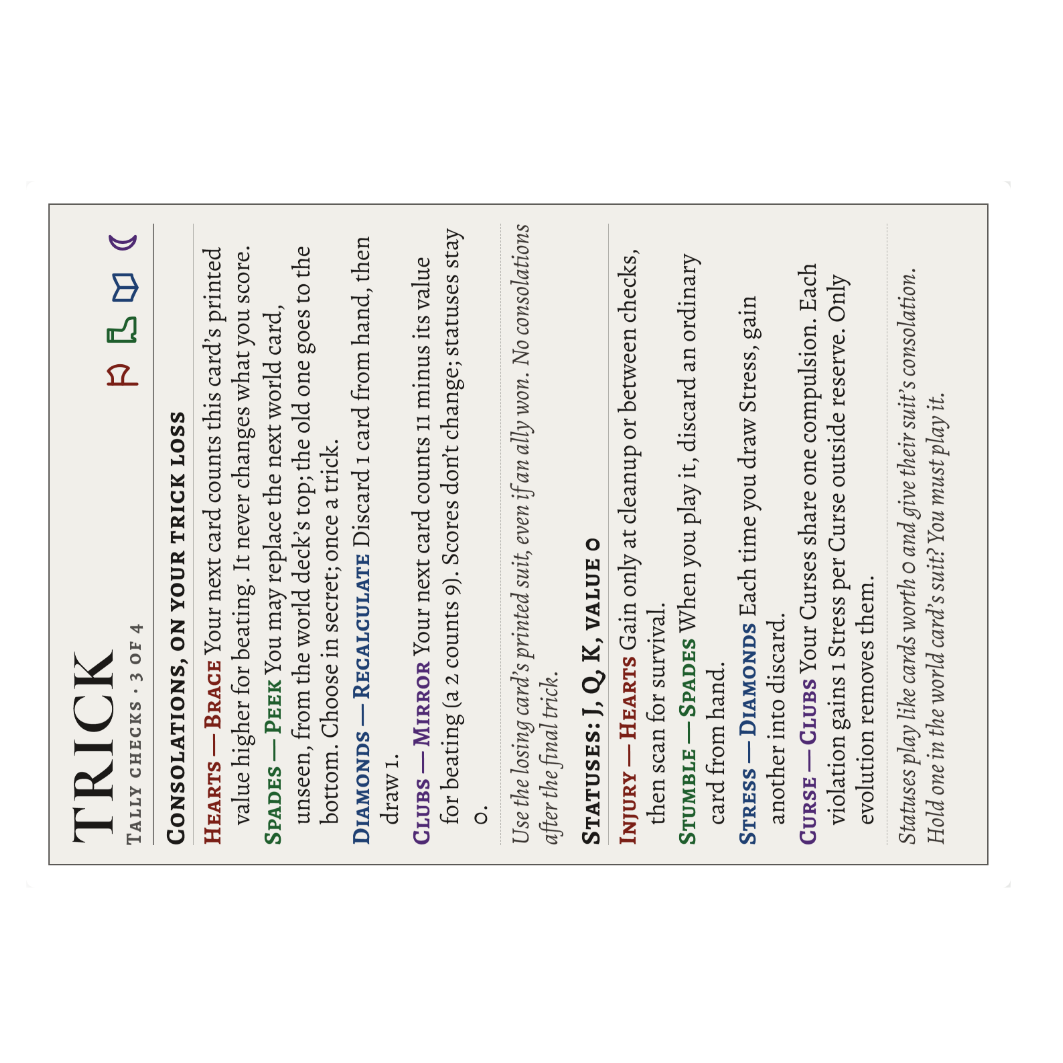 TRICK
TALLY CHECKS · 3 OF 4
CONSOLATIONS, ON YOUR TRICK LOSS
HEARTS — BRACE Your next card counts this card's printed
value higher for beating. It never changes what you score.
SPADES — PEEK You may replace the next world card,
unseen, from the world deck's top; the old one goes to the
bottom. Choose in secret; once a trick.
DIAMONDS — RECALCULATE Discard 1 card from hand, then
draw 1.
CLUBS — MIRROR Your next card counts 11 minus its value
for beating (a 2 counts 9). Scores don't change; statuses stay
0.
Use the losing card's printed suit, even if an ally won. No consolations
after the final trick.
STATUSES: J, Q, K, VALUE 0
INJURY — HEARTS Gain only at cleanup or between checks,
then scan for survival.
STUMBLE — SPADES When you play it, discard an ordinary
card from hand.
STRESS — DIAMONDS Each time you draw Stress, gain
another into discard.
CURSE — CLUBS Your Curses share one compulsion. Each
violation gains 1 Stress per Curse outside reserve. Only
evolution removes them.
Statuses play like cards worth 0 and give their suit's consolation.
Hold one in the world card's suit? You must play it.